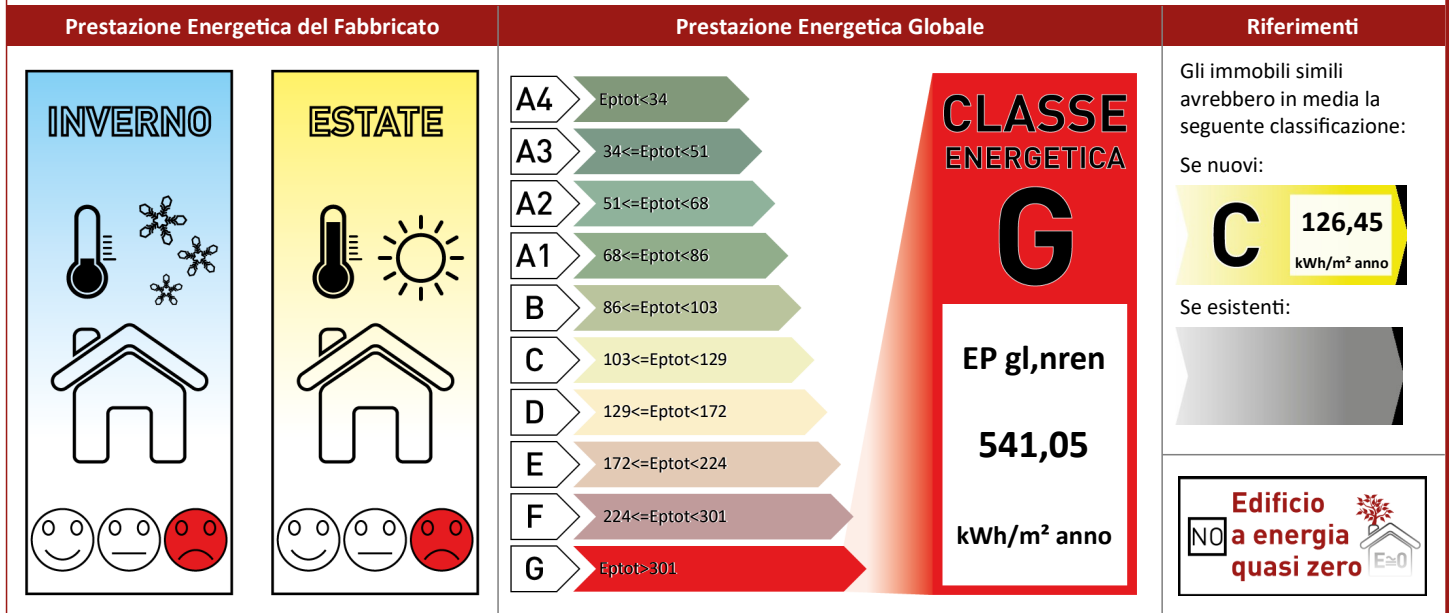 Prestazione Energetica del Fabbricato
Prestazione Energetica Globale
Riferimenti
INVERNO
ESTATE
A4
Eptot<34
A3
34<=Eptot<51
A2
51<=Eptot<68
A1
68<=Eptot<86
B
86<=Eptot<103
C
103<=Eptot<129
D
129<=Eptot<172
E
172<=Eptot<224
F
224<=Eptot<301
G
Eptot>301
CLASSE
ENERGETICA
G
EP gl,nren
541,05
kWh/m² anno
Gli immobili simili
avrebbero in media la
seguente classificazione:
Se nuovi:
C
126,45
kWh/m² anno
Se esistenti:
NO
Edificio
a energia
quasi zero
E≅0